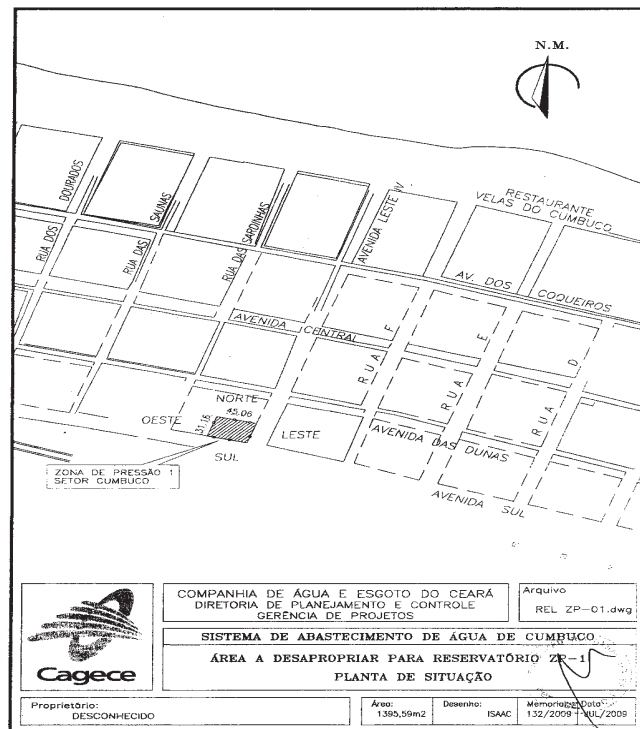 N.M.
RUA DOS DOURADOS
RUA DAS SAUNAS
RUA DAS SARDINHAS
AVENIDA LESTE IV
RESTAURANTE
VELAS DO CUMBUCO
AV. DOS COQUEIROS
AVENIDA CENTRAL
RUA F
RUA E
RUA D
NORTE
45.06
OESTE
31.16
LESTE
SUL
AVENIDA DAS DUNAS
AVENIDA SUL
ZONA DE PRESSÃO 1
SETOR CUMBUCO
Cagece
COMPANHIA DE ÁGUA E ESGOTO DO CEARÁ
DIRETORIA DE PLANEJAMENTO E CONTROLE
GERÊNCIA DE PROJETOS
Arquivo
REL ZP-01.dwg
SISTEMA DE ABASTECIMENTO DE ÁGUA DE CUMBUCO
ÁREA A DESAPROPRIAR PARA RESERVATÓRIO ZP-1
PLANTA DE SITUAÇÃO
Proprietário:
DESCONHECIDO
Área:
1395,59m2
Desenho:
ISAAC
Memorial
132/2009
Data
JUL/2009